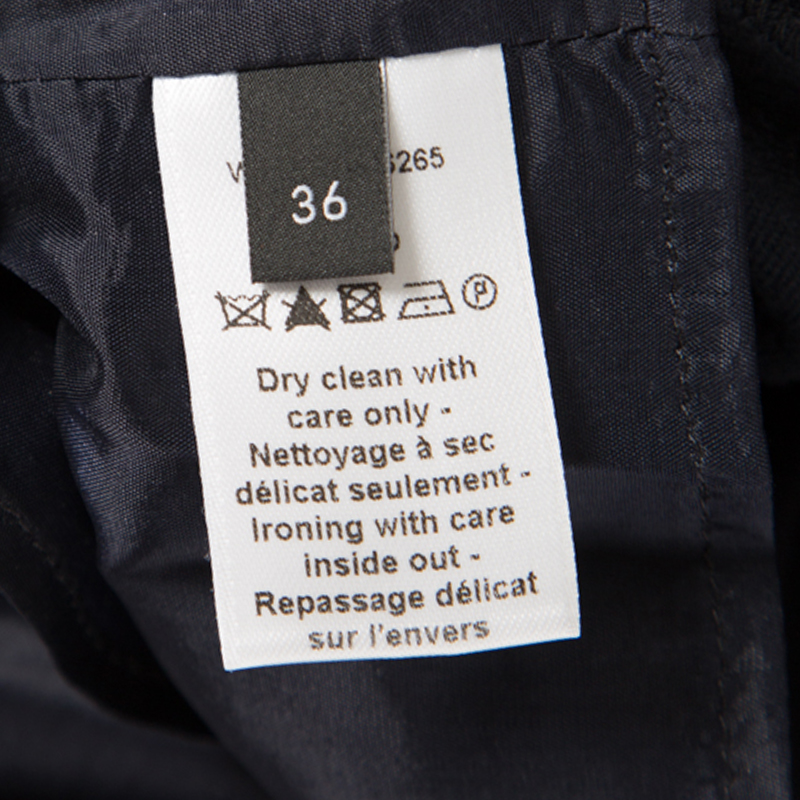 6265
36
P
Dry clean with
care only -
Nettoyage à sec
délicat seulement -
Ironing with care
inside out -
Repassage délicat
sur l'envers